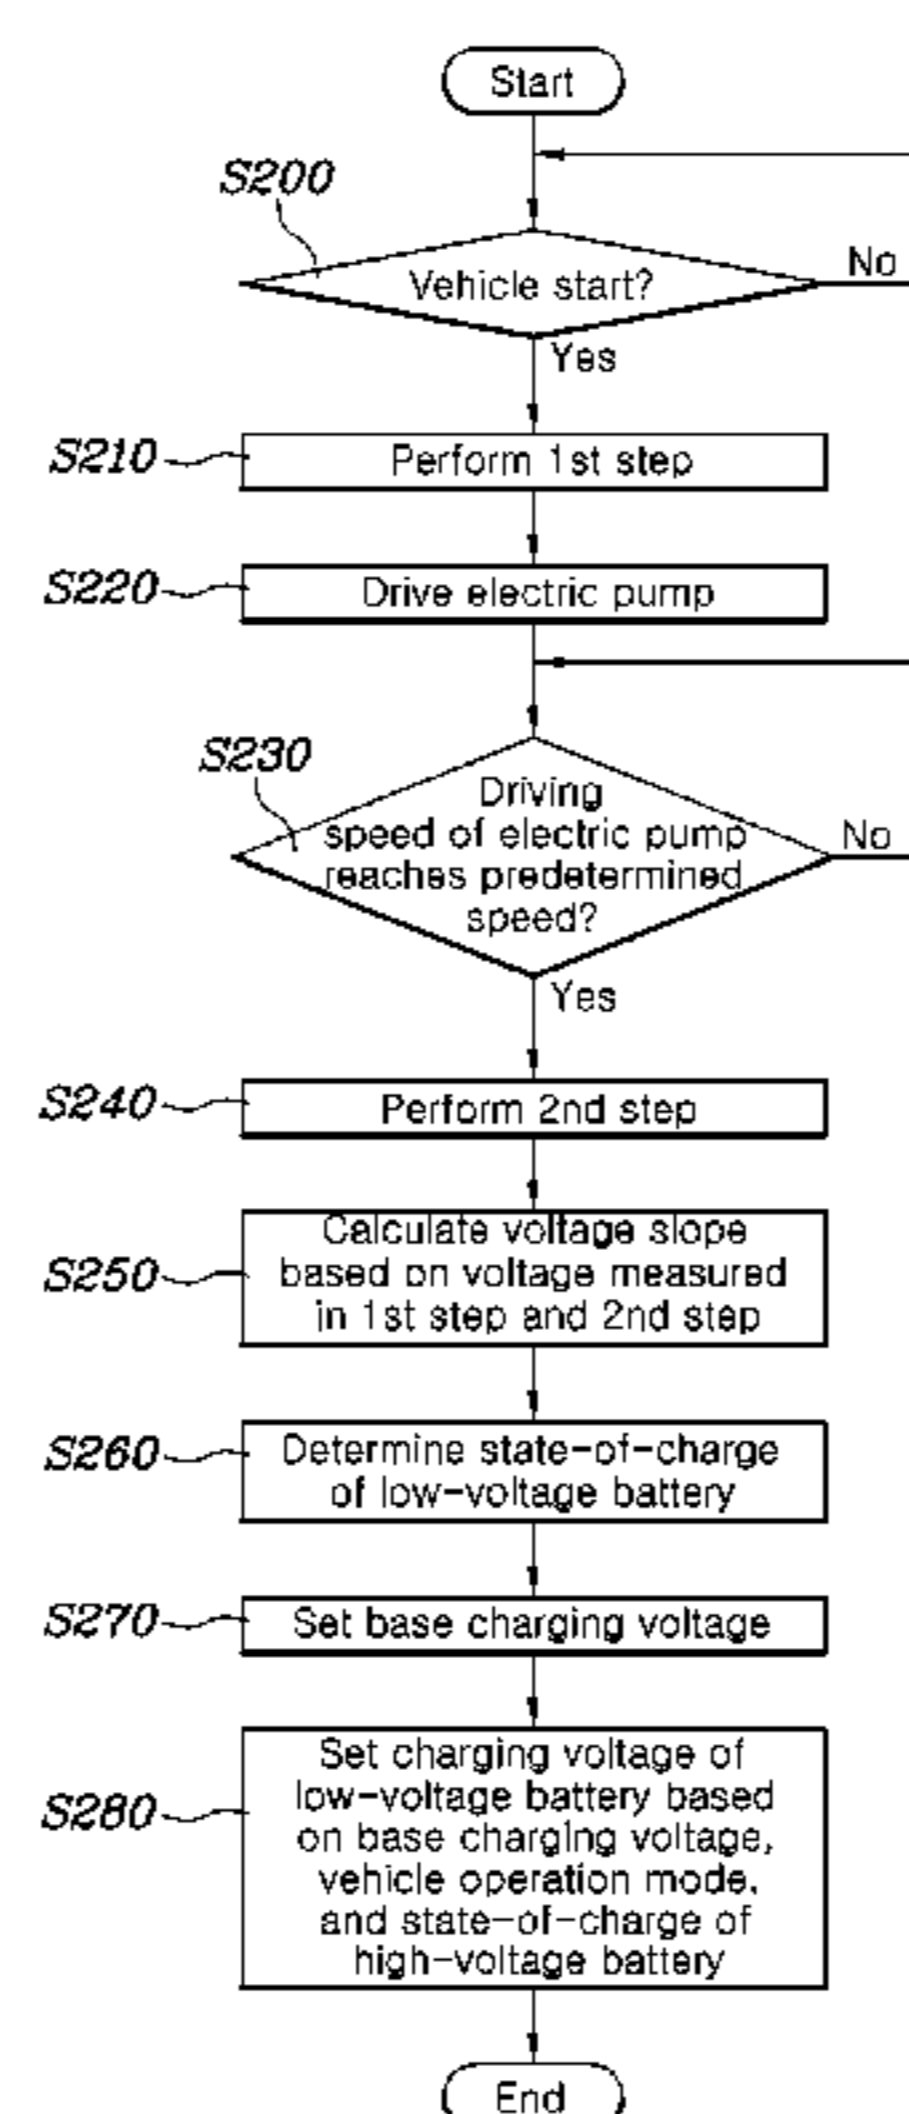 Start
S200
Vehicle start?
No
Yes
S210
Perform 1st step
S220
Drive electric pump
S230
Driving
speed of electric pump
reaches predetermined
speed?
No
Yes
S240
Perform 2nd step
S250
Calculate voltage slope
based on voltage measured
in 1st step and 2nd step
S260
Determine state-of-charge
of low-voltage battery
S270
Set base charging voltage
S280
Set charging voltage of
low-voltage battery based
on base charging voltage,
vehicle operation mode,
and state-of-charge of
high-voltage battery
End